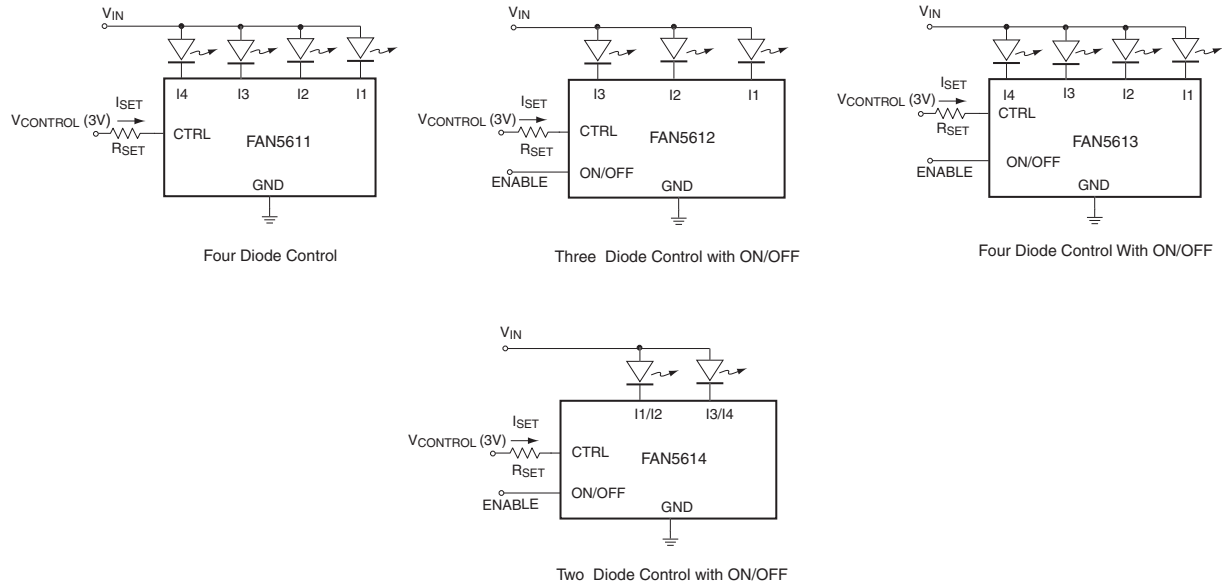 VIN
I4 I3 I2 I1
ISET
VCONTROL (3V)
RSET
CTRL
FAN5611
GND
Four Diode Control
VIN
I3 I2 I1
ISET
VCONTROL (3V)
RSET
CTRL
FAN5612
ENABLE
ON/OFF
GND
Three Diode Control with ON/OFF
VIN
I4 I3 I2 I1
ISET
VCONTROL (3V)
RSET
CTRL
FAN5613
ENABLE
ON/OFF
GND
Four Diode Control With ON/OFF
VIN
I1/I2 I3/I4
ISET
VCONTROL (3V)
RSET
CTRL
FAN5614
ENABLE
ON/OFF
GND
Two Diode Control with ON/OFF